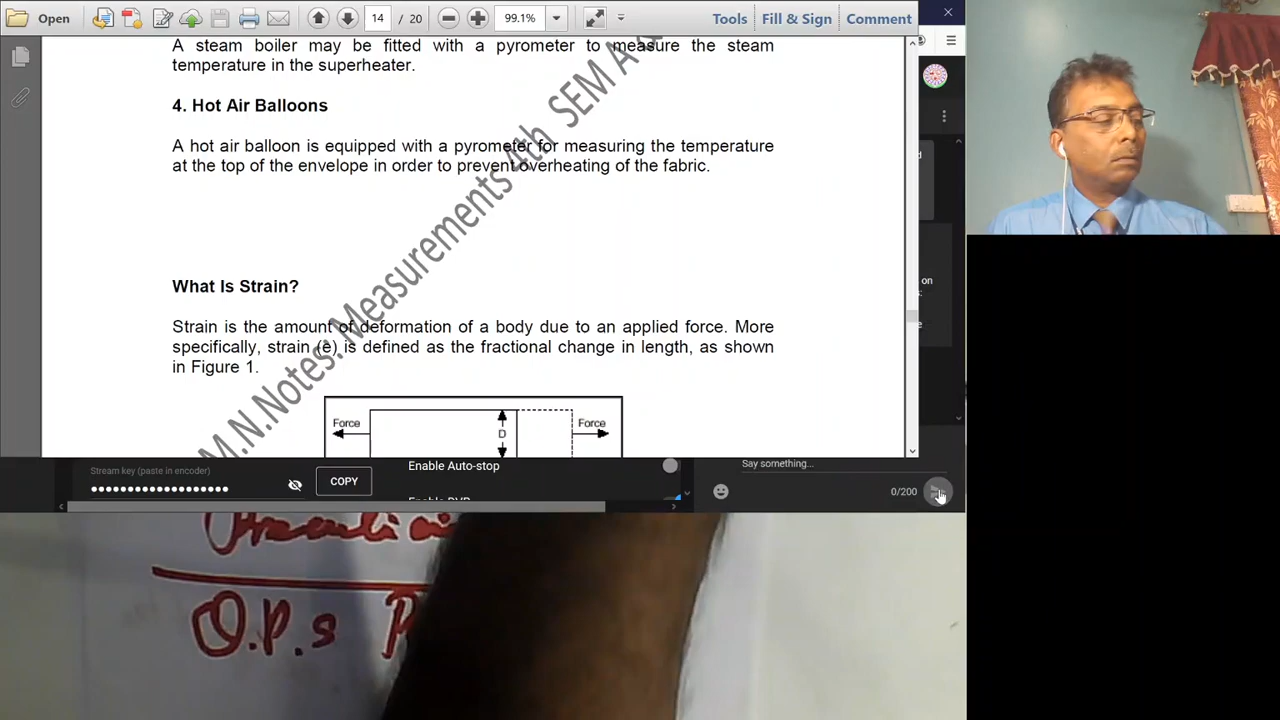 Open
14 / 20
99.1%
Tools
Fill & Sign
Comment
A steam boiler may be fitted with a pyrometer to measure the steam
temperature in the superheater.
4. Hot Air Balloons
A hot air balloon is equipped with a pyrometer for measuring the temperature
at the top of the envelope in order to prevent overheating of the fabric.
M.N.Notes. Measurements 4th SEM A
What Is Strain?
Strain is the amount of deformation of a body due to an applied force. More
specifically, strain (e) is defined as the fractional change in length, as shown
in Figure 1.
Force
D
Force
on
Stream key (paste in encoder)
COPY
Enable Auto-stop
Say something...
0/200
O.P.s